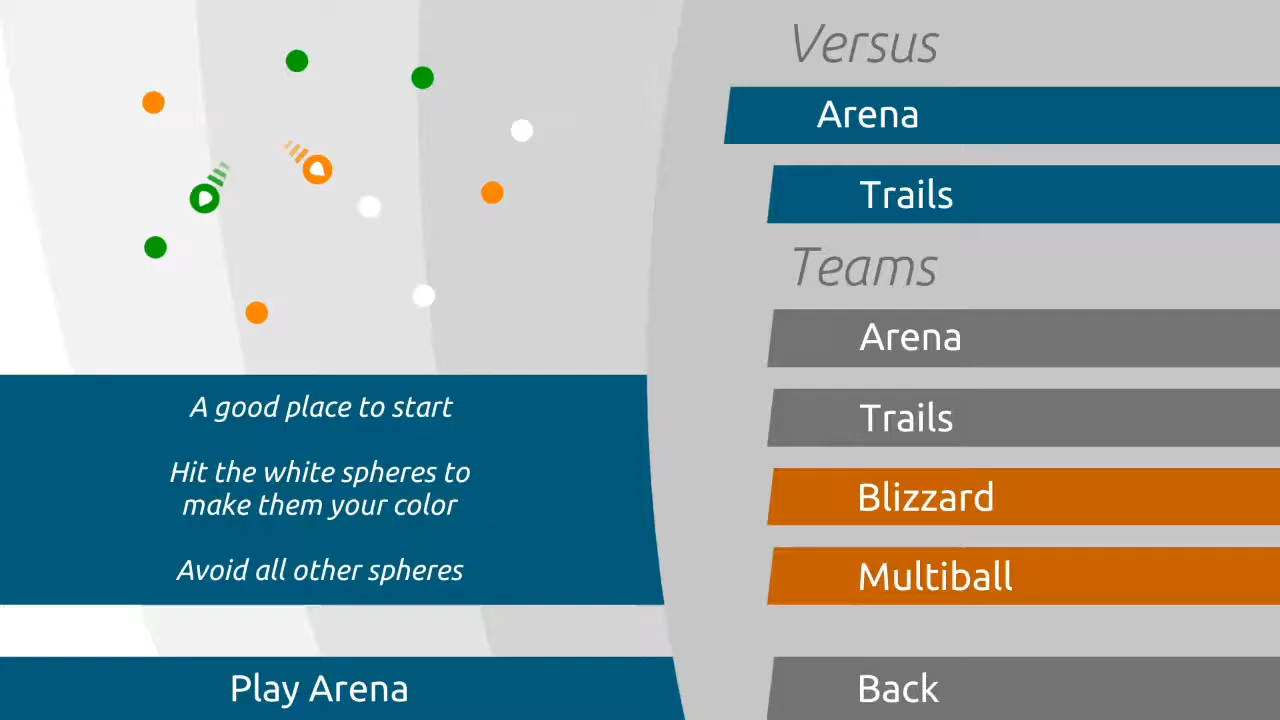 Versus
Arena
Trails
Teams
Arena
Trails
Blizzard
Multiball
Back
A good place to start
Hit the white spheres to
make them your color
Avoid all other spheres
Play Arena